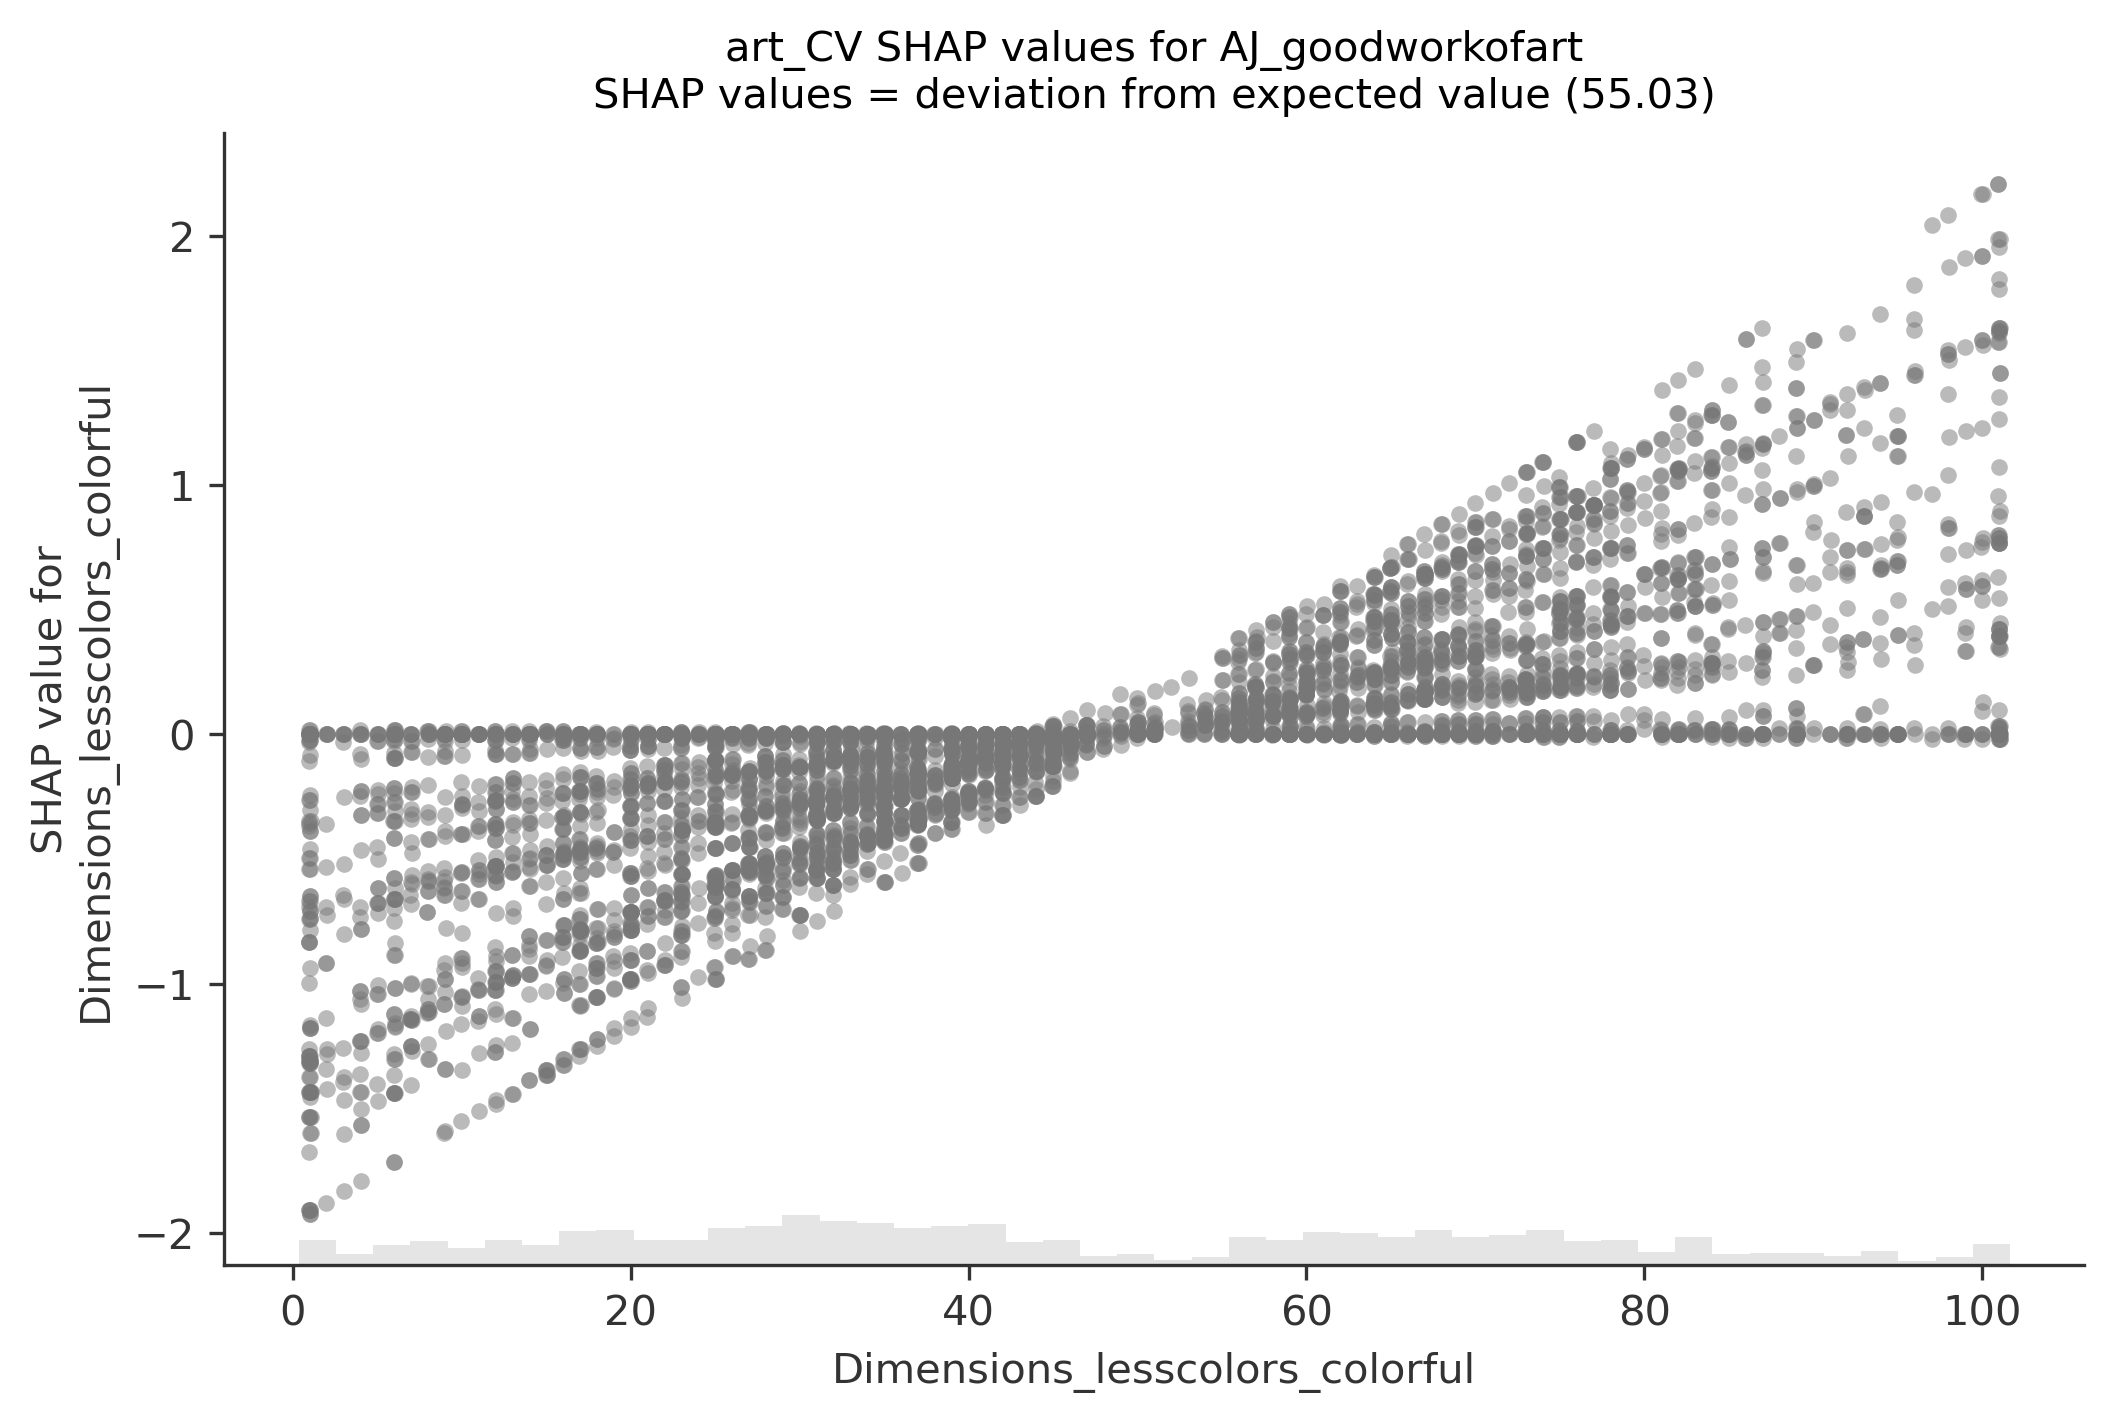 art_CV SHAP values for AJ_goodworkofart
SHAP values = deviation from expected value (55.03)
SHAP value for
Dimensions_lesscolors_colorful
2
1
0
−1
−2
0
20
40
60
80
100
Dimensions_lesscolors_colorful